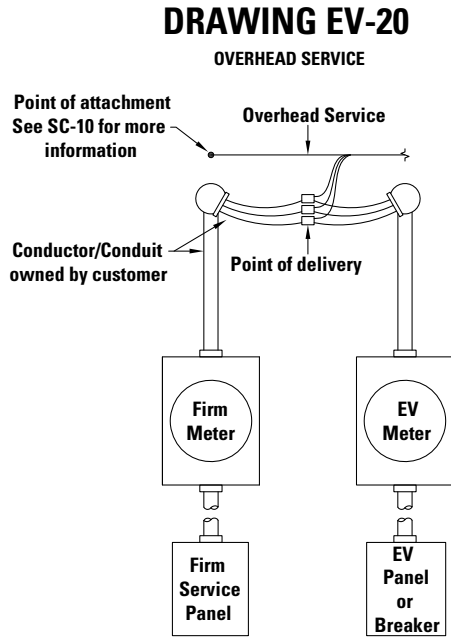 DRAWING EV-20
OVERHEAD SERVICE
Point of attachment
See SC-10 for more
information
Overhead Service
Conductor/Conduit
owned by customer
Point of delivery
Firm
Meter
EV
Meter
Firm
Service
Panel
EV
Panel
or
Breaker